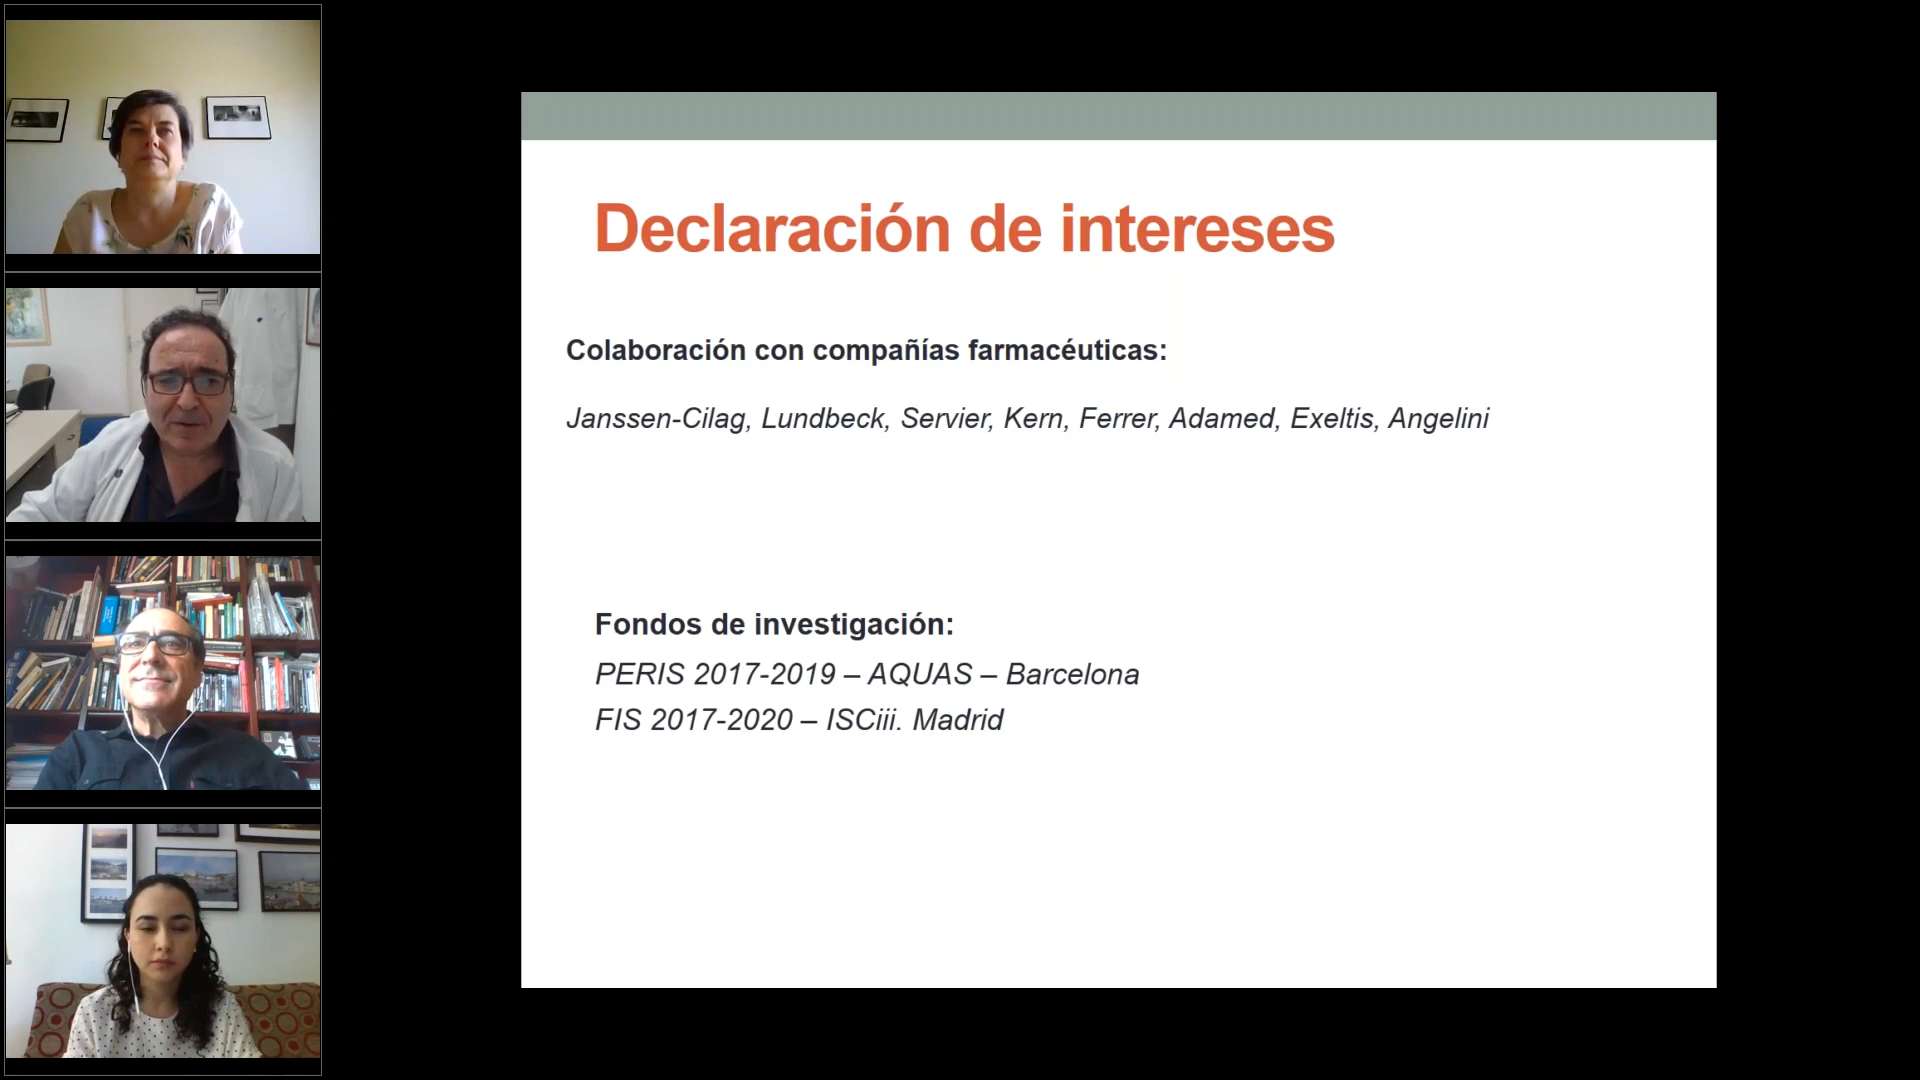 Declaración de intereses
Colaboración con compañías farmacéuticas:
Janssen-Cilag, Lundbeck, Servier, Kern, Ferrer, Adamed, Exeltis, Angelini
Fondos de investigación:
PERIS 2017-2019 – AQUAS – Barcelona
FIS 2017-2020 – ISCiii. Madrid